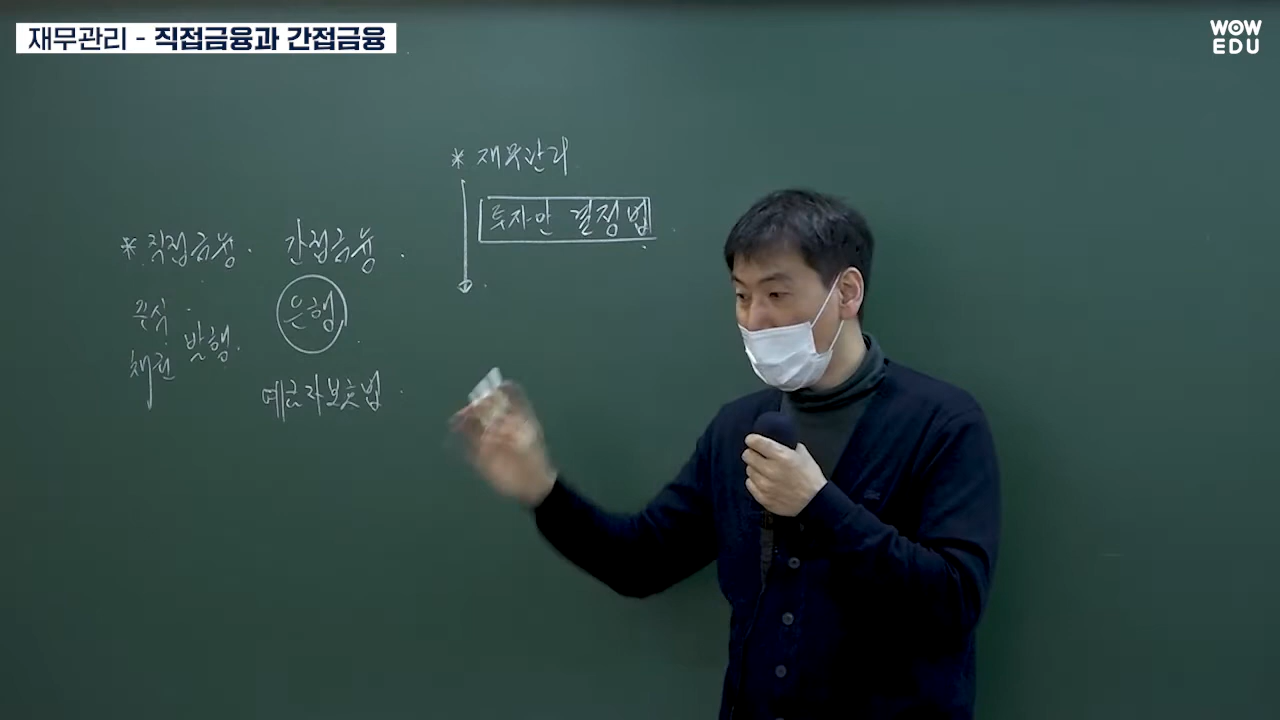 재무관리 - 직접금융과 간접금융
WOW
EDU
* 재무관리
투자안 결정법
* 직접금융. 간접금융.
주식
채권 발행.
은행
예금자보호법.